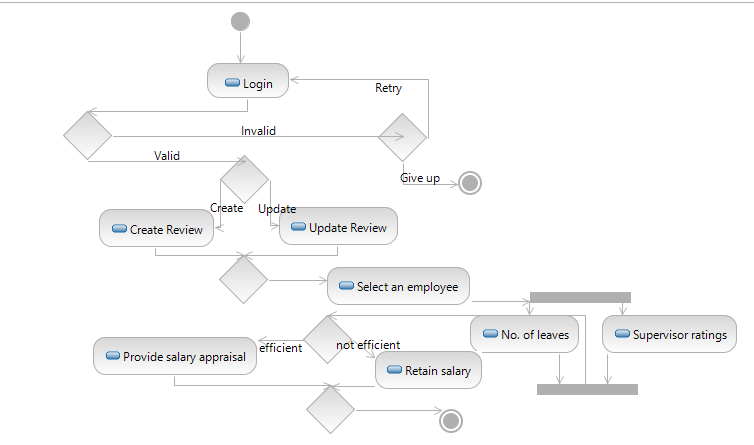 Login
Retry
Invalid
Valid
Give up
Create
Update
Create Review
Update Review
Select an employee
No. of leaves
Supervisor ratings
efficient
not efficient
Provide salary appraisal
Retain salary